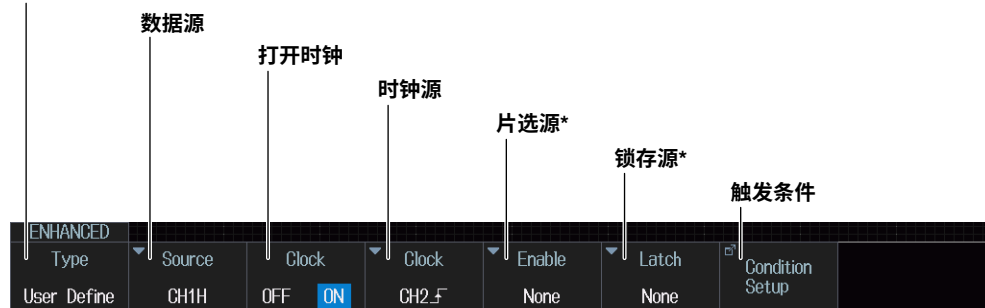 数据源
打开时钟
时钟源
片选源*
锁存源*
触发条件
ENHANCED
Type Source Clock Clock Enable Latch Condition Setup
User Define CH1H OFF ON CH2 None None